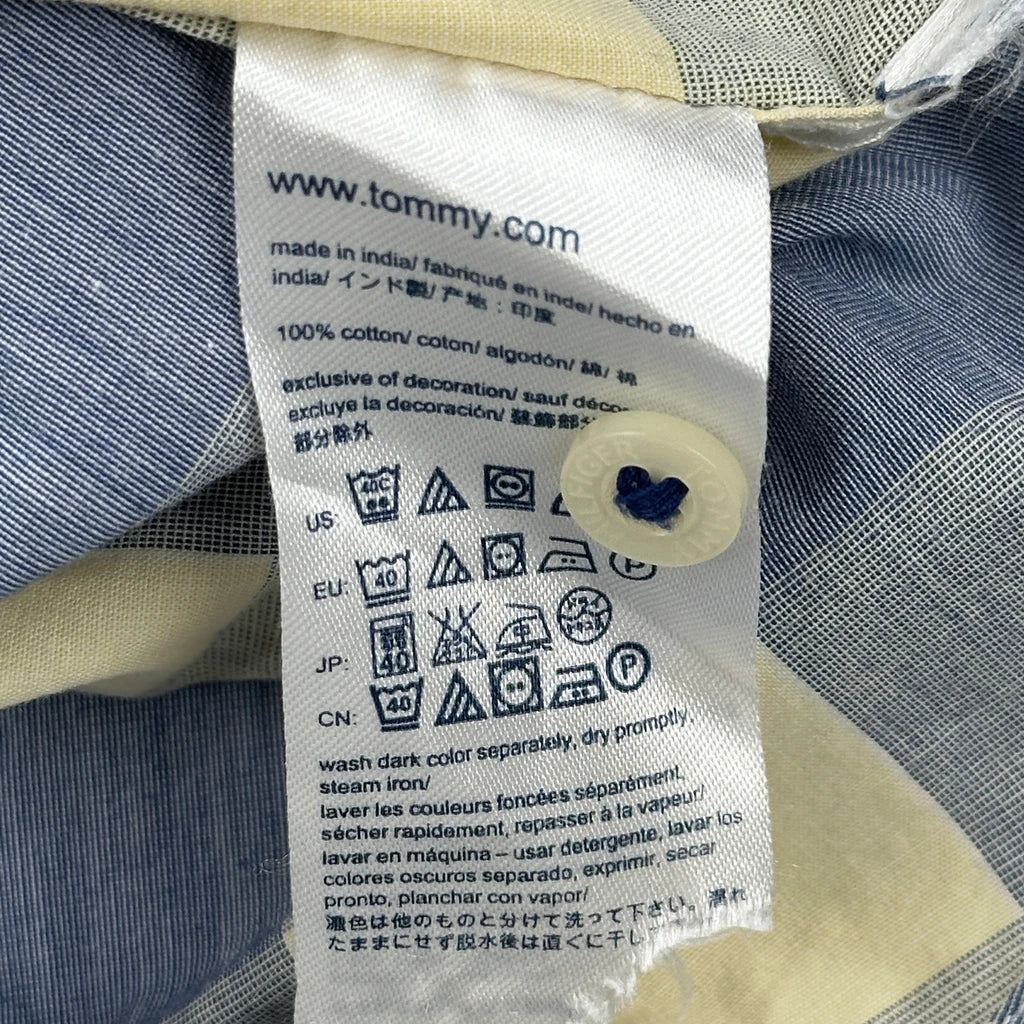 www.tommy.com
made in india/ fabriqué en inde/ hecho en
india/ インド製/ 产地：印度
100% cotton/ coton/ algodón/ 綿/ 棉
exclusive of decoration/ sauf
excluye la decoración/ 装飾部分
部分除外
US: 40C
EU: 40 P
JP: 40 中
CN: 40 P
wash dark color separately, dry promptly,
steam iron/
laver les couleurs foncées séparément,
sécher rapidement, repasser à la vapeur/
lavar en máquina – usar detergente, lavar los
colores oscuros separado, exprimir, secar
pronto, planchar con vapor/
濃色は他のものと分けて洗って下さい。濡れ
たままにせず脱水後は直ぐに干し
TOMMY HILFIGER